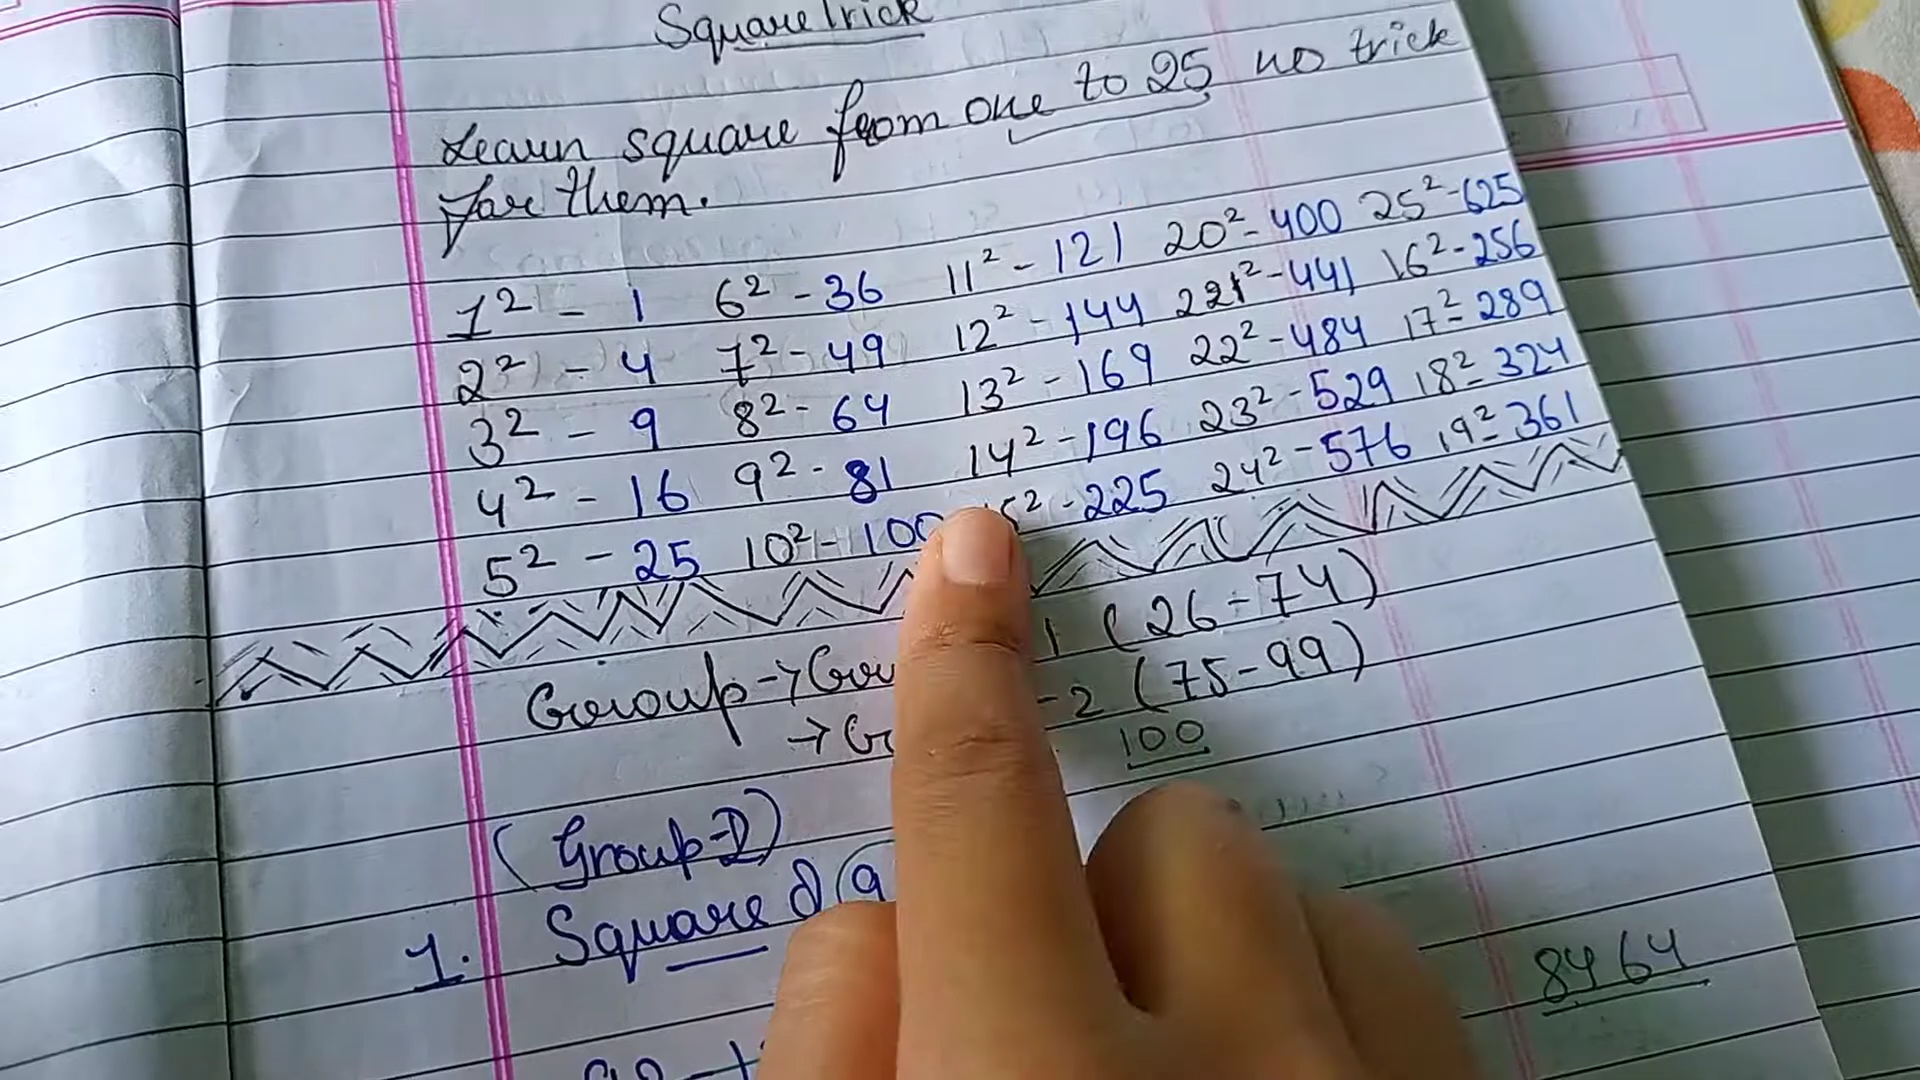 Square Trick
Learn square from one to 25 no trick
for them.
1² - 1 6² - 36 11² - 121 20² - 400 25² - 625
2² - 4 7² - 49 12² - 144 221² - 441 16² - 256
3² - 9 8² - 64 13² - 169 22² - 484 17² - 289
4² - 16 9² - 81 14² - 196 23² - 529 18² - 324
5² - 25 10² - 100 15² - 225 24² - 576 19² - 361
Group → 1 (26 - 74)
→ - 2 (75 - 99)
100
(Group-2)
1. Square
8464